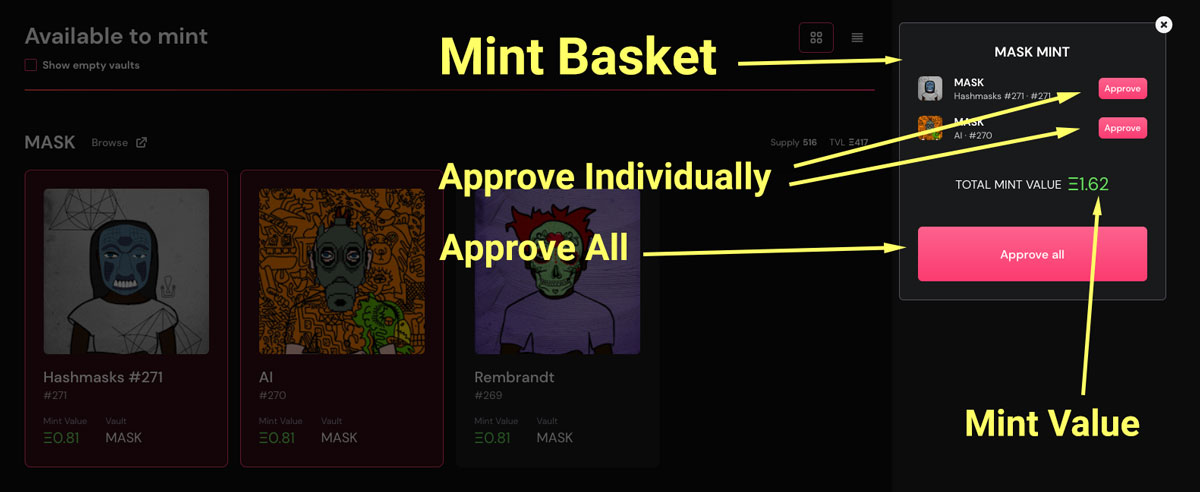 Available to mint
Show empty vaults
Mint Basket
MASK MINT
MASK
Hashmasks #271 · #271
Approve
MASK
AI · #270
Approve
MASK Browse
Supply 516 TVL Ξ417
Approve Individually
TOTAL MINT VALUE Ξ1.62
Approve All
Approve all
Hashmasks #271
#271
Mint Value Vault
Ξ0.81 MASK
AI
#270
Mint Value Vault
Ξ0.81 MASK
Rembrandt
#269
Mint Value Vault
Ξ0.81 MASK
Mint Value